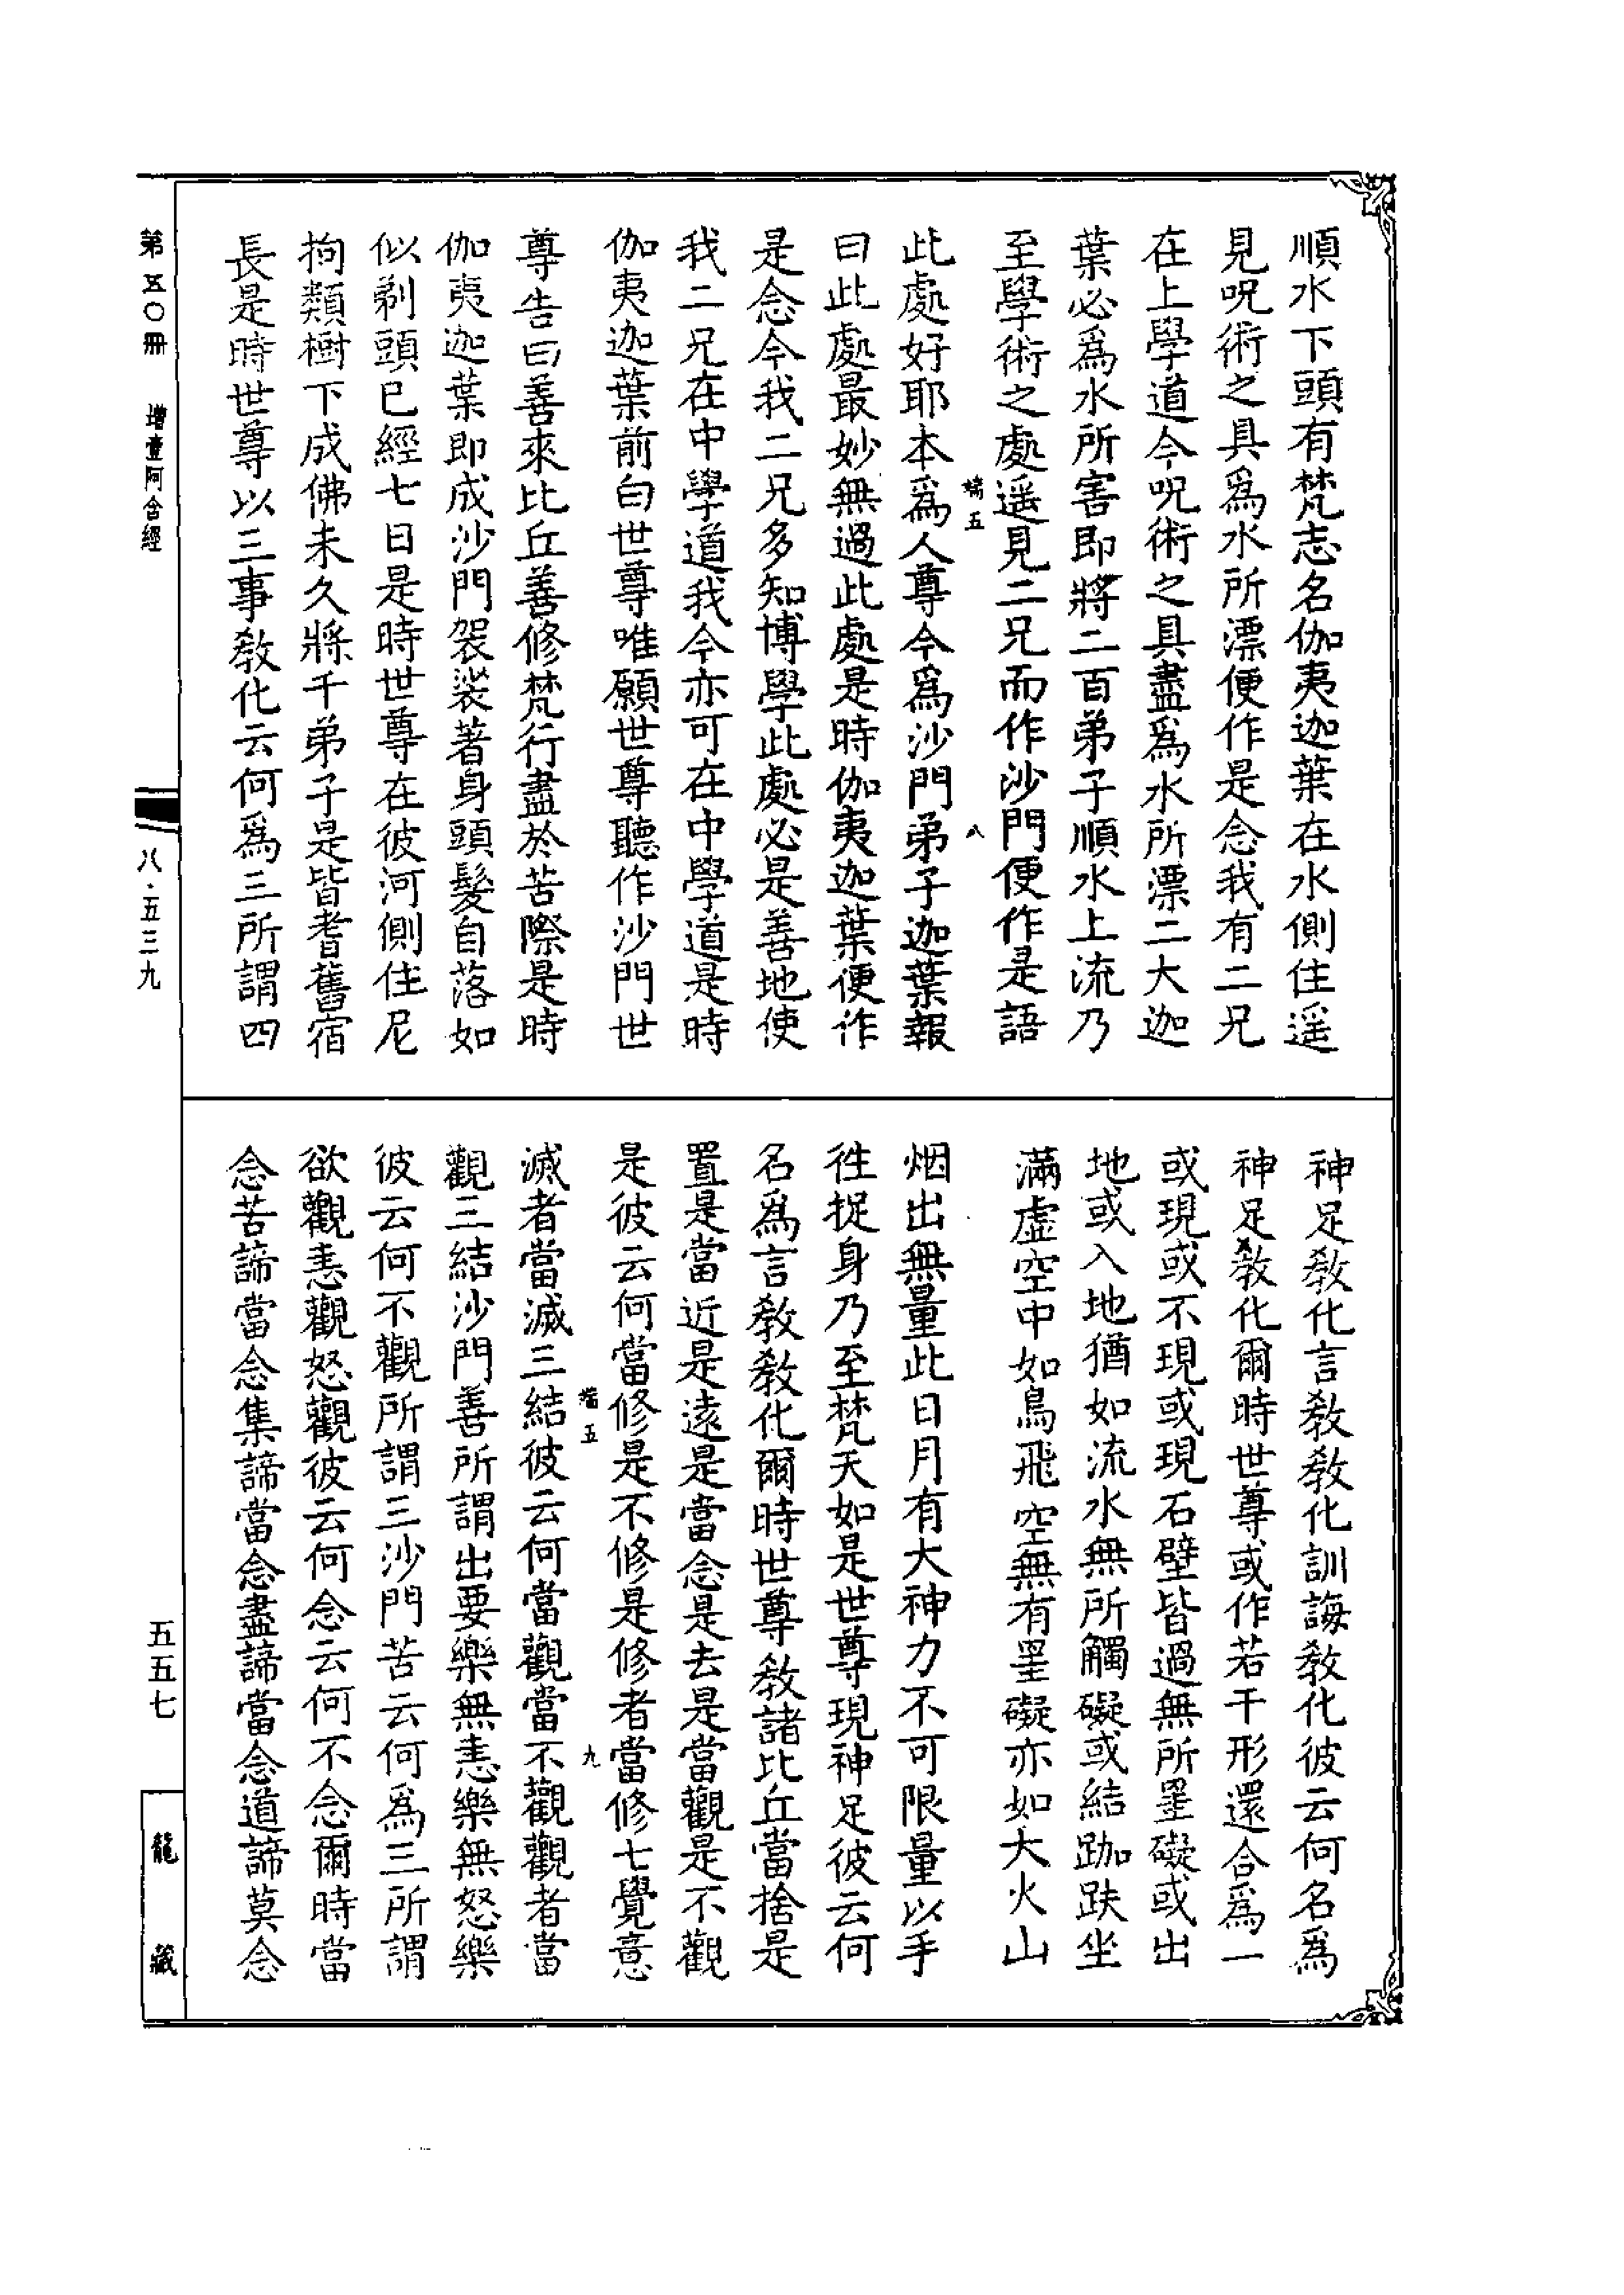 順水下頭有梵志名伽夷迦葉在水側住遥
見呪術之具爲水所漂便作是念我有二兄
在上學道今呪術之具盡爲水所漂二大迦
葉必爲水所害即將二百弟子順水上流乃
至學術之處遥見二兄而作沙門便作是語
端五 八
此處好耶本爲人尊今爲沙門弟子迦葉報
曰此處最妙無過此處是時伽夷迦葉便作
是念今我二兄多知博學此處必是善地使
我二兄在中學道我今亦可在中學道是時
伽夷迦葉前白世尊唯願世尊聽作沙門世
尊告曰善來比丘善修梵行盡於苦際是時
伽夷迦葉即成沙門袈裟著身頭髮自落如
似剃頭已經七日是時世尊在彼河側住尼
拘類樹下成佛未久將千弟子是皆耆舊宿
長是時世尊以三事教化云何爲三所謂四
神足教化言教教化訓誨教化彼云何名爲
神足教化爾時世尊或作若干形還合爲一
或現或不現或現石壁皆過無所罣礙或出
地或入地猶如流水無所觸礙或結跏趺坐
滿虛空中如鳥飛空無有罣礙亦如大火山
烟出無量此日月有大神力不可限量以手
往捉身乃至梵天如是世尊現神足彼云何
名爲言教教化爾時世尊教諸比丘當捨是
置是當近是遠是當念是去是當觀是不觀
是彼云何當修是不修是修者當修七覺意
端五 九
滅者當滅三結彼云何當觀當不觀觀者當
觀三結沙門善所謂出要樂無恚樂無怒樂
彼云何不觀所謂三沙門苦云何爲三所謂
欲觀恚觀怒觀彼云何念云何不念爾時當
念苦諦當念集諦當念盡諦當念道諦莫念
第五〇冊 增壹阿含經
八·五三九
五五七
龍藏